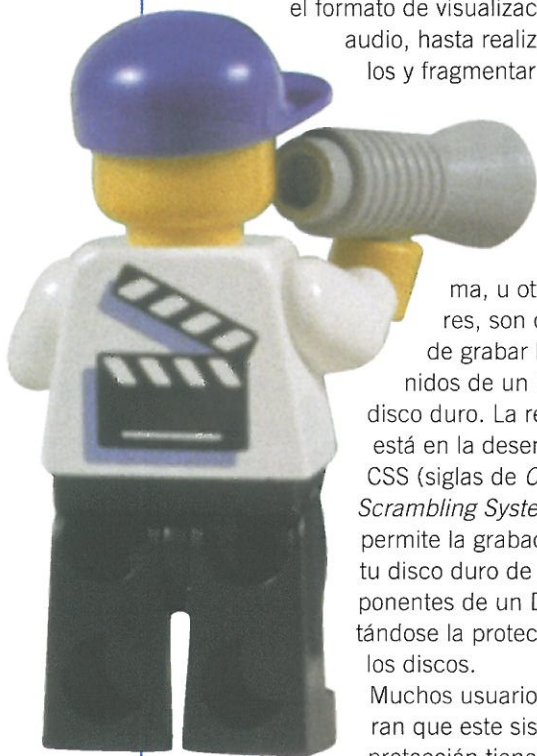 el formato de visualizac
audio, hasta realiz
los y fragmentar
ma, u ot
res, son
de grabar
nidos de un
disco duro. La re
está en la desen
CSS (siglas de
Scrambling Syste
permite la grabac
tu disco duro de
ponentes de un
tándose la protec
los discos.
Muchos usuario
ran que este sis
protección tiene